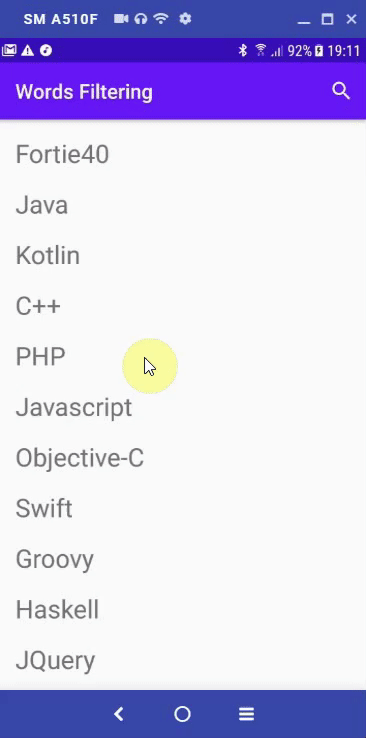 SM A510F
92% 19:11
Words Filtering
Fortie40
Java
Kotlin
C++
PHP
Javascript
Objective-C
Swift
Groovy
Haskell
JQuery